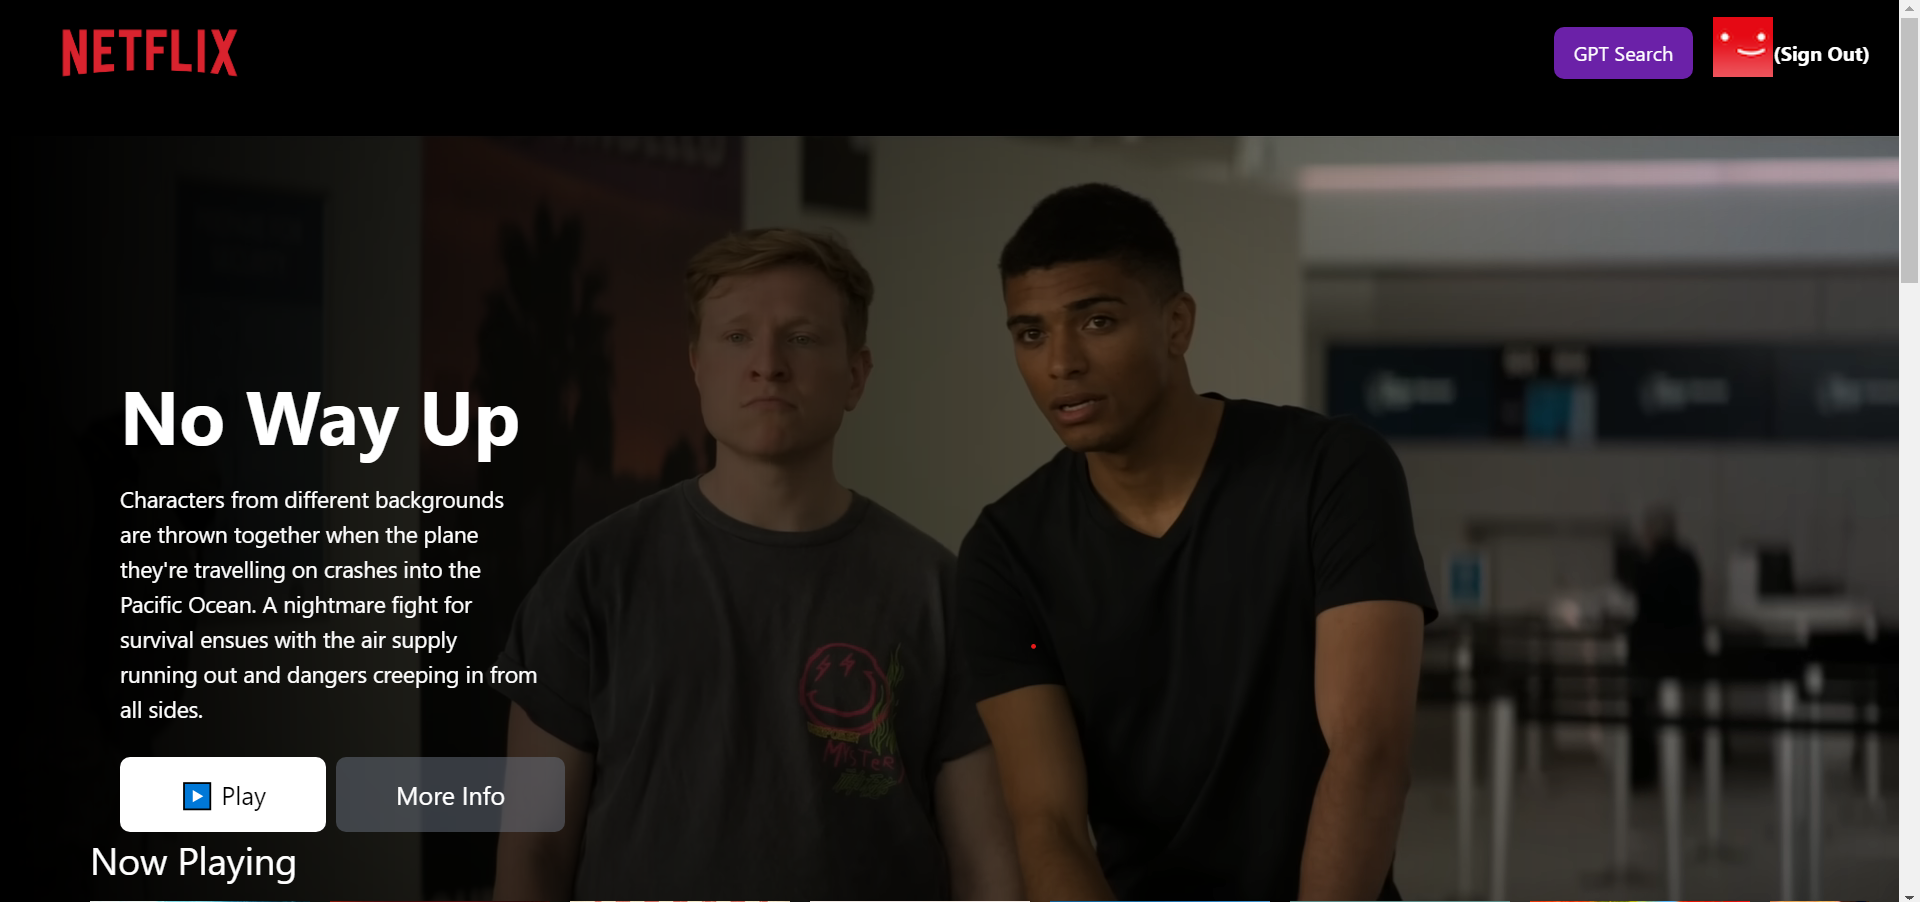 NETFLIX
GPT Search
(Sign Out)
No Way Up
Characters from different backgrounds
are thrown together when the plane
they're travelling on crashes into the
Pacific Ocean. A nightmare fight for
survival ensues with the air supply
running out and dangers creeping in from
all sides.
Play
More Info
MYSTER
Now Playing